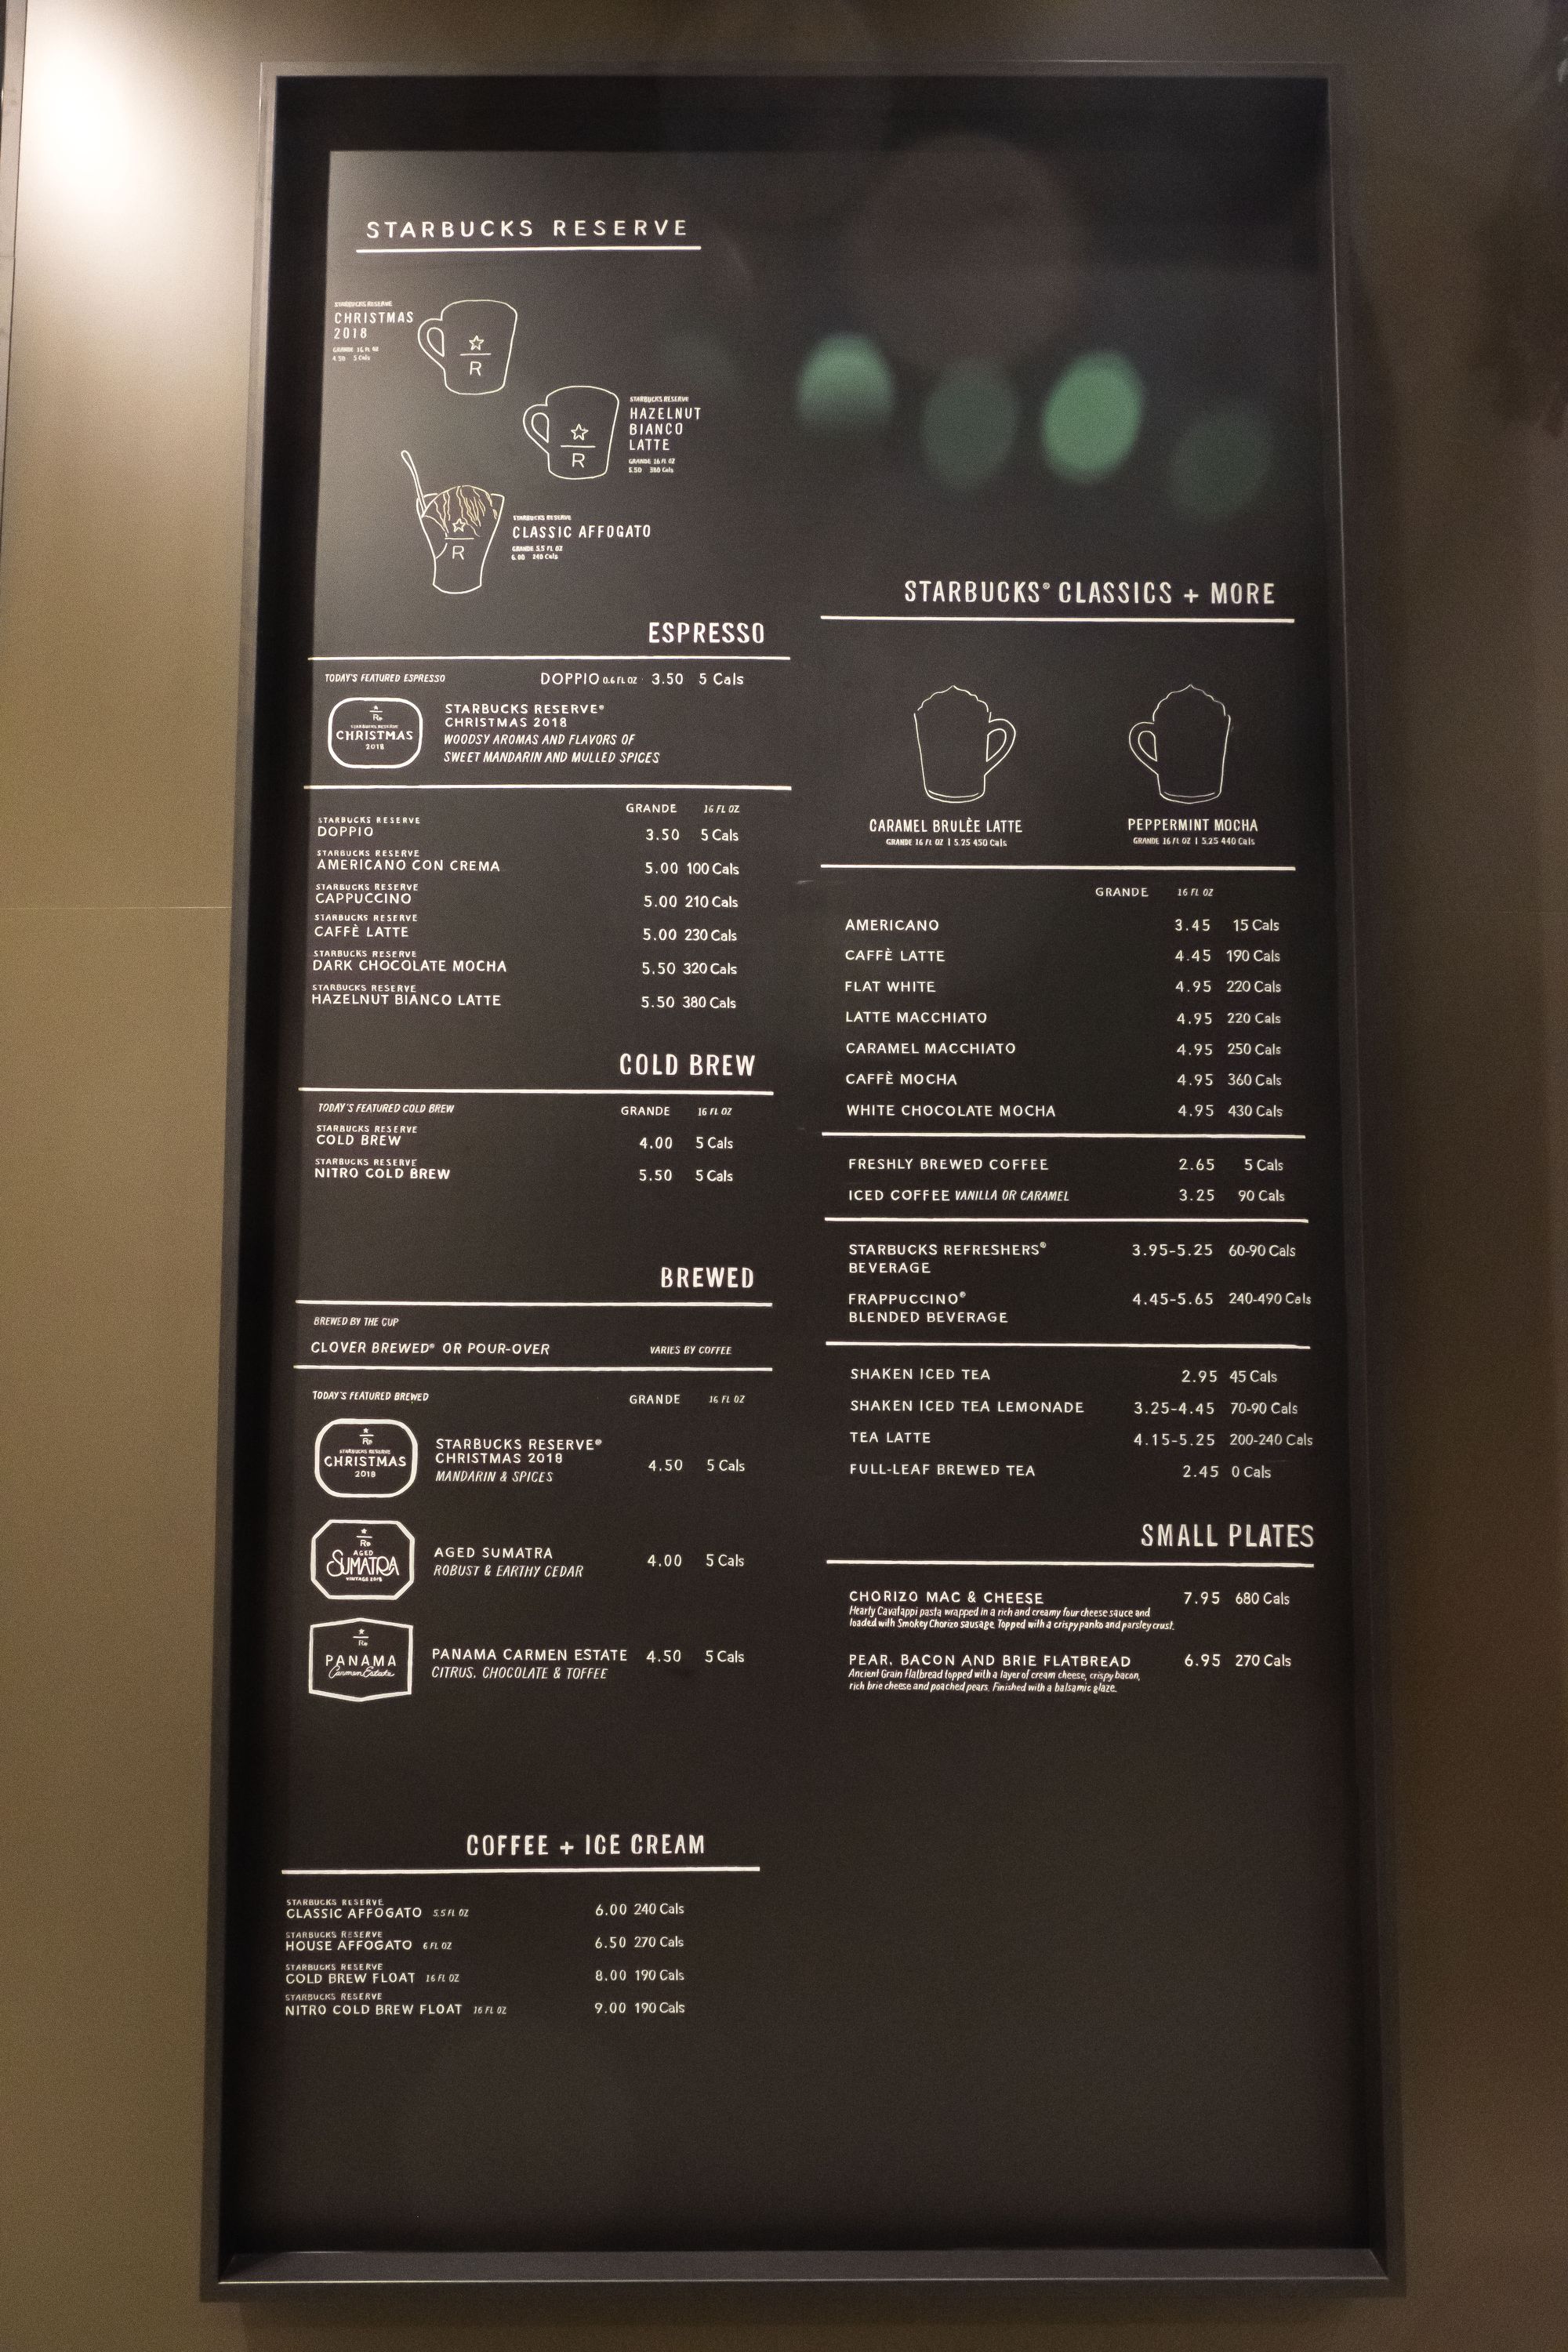 STARBUCKS RESERVE
STARBUCKS RESERVE
CHRISTMAS
2018
GRANDE 16 FL OZ
4.50 5 Cals
R
STARBUCKS RESERVE
HAZELNUT
BIANCO
LATTE
GRANDE 16 FL OZ
5.50 380 Cals
R
STARBUCKS RESERVE
CLASSIC AFFOGATO
GRANDE 5.5 FL OZ
6.00 240 Cals
R
ESPRESSO
TODAY'S FEATURED ESPRESSO DOPPIO 0.6 FL OZ 3.50 5 Cals
R
STARBUCKS RESERVE
CHRISTMAS
2018
STARBUCKS RESERVE®
CHRISTMAS 2018
WOODSY AROMAS AND FLAVORS OF
SWEET MANDARIN AND MULLED SPICES
GRANDE 16 FL OZ
STARBUCKS RESERVE
DOPPIO 3.50 5 Cals
STARBUCKS RESERVE
AMERICANO CON CREMA 5.00 100 Cals
STARBUCKS RESERVE
CAPPUCCINO 5.00 210 Cals
STARBUCKS RESERVE
CAFFÈ LATTE 5.00 230 Cals
STARBUCKS RESERVE
DARK CHOCOLATE MOCHA 5.50 320 Cals
STARBUCKS RESERVE
HAZELNUT BIANCO LATTE 5.50 380 Cals
COLD BREW
TODAY'S FEATURED COLD BREW GRANDE 16 FL OZ
STARBUCKS RESERVE
COLD BREW 4.00 5 Cals
STARBUCKS RESERVE
NITRO COLD BREW 5.50 5 Cals
BREWED
BREWED BY THE CUP
CLOVER BREWED® OR POUR-OVER VARIES BY COFFEE
TODAY'S FEATURED BREWED GRANDE 16 FL OZ
R
STARBUCKS RESERVE
CHRISTMAS
2018
STARBUCKS RESERVE®
CHRISTMAS 2018
MANDARIN & SPICES 4.50 5 Cals
R
AGED
SUMATRA
AGED SUMATRA 4.00 5 Cals
ROBUST & EARTHY CEDAR
R
PANAMA
Carmen Estate
PANAMA CARMEN ESTATE 4.50 5 Cals
CITRUS, CHOCOLATE & TOFFEE
COFFEE + ICE CREAM
STARBUCKS RESERVE
CLASSIC AFFOGATO 5.5 FL OZ 6.00 240 Cals
STARBUCKS RESERVE
HOUSE AFFOGATO 6 FL OZ 6.50 270 Cals
STARBUCKS RESERVE
COLD BREW FLOAT 16 FL OZ 8.00 190 Cals
STARBUCKS RESERVE
NITRO COLD BREW FLOAT 16 FL OZ 9.00 190 Cals
STARBUCKS® CLASSICS + MORE
CARAMEL BRULÈE LATTE
GRANDE 16 FL OZ | 5.25 450 Cals
PEPPERMINT MOCHA
GRANDE 16 FL OZ | 5.25 440 Cals
GRANDE 16 FL OZ
AMERICANO 3.45 15 Cals
CAFFÈ LATTE 4.45 190 Cals
FLAT WHITE 4.95 220 Cals
LATTE MACCHIATO 4.95 220 Cals
CARAMEL MACCHIATO 4.95 250 Cals
CAFFÈ MOCHA 4.95 360 Cals
WHITE CHOCOLATE MOCHA 4.95 430 Cals
FRESHLY BREWED COFFEE 2.65 5 Cals
ICED COFFEE VANILLA OR CARAMEL 3.25 90 Cals
STARBUCKS REFRESHERS® 3.95-5.25 60-90 Cals
BEVERAGE
FRAPPUCCINO® 4.45-5.65 240-490 Cals
BLENDED BEVERAGE
SHAKEN ICED TEA 2.95 45 Cals
SHAKEN ICED TEA LEMONADE 3.25-4.45 70-90 Cals
TEA LATTE 4.15-5.25 200-240 Cals
FULL-LEAF BREWED TEA 2.45 0 Cals
SMALL PLATES
CHORIZO MAC & CHEESE 7.95 680 Cals
Hearty Cavatappi pasta wrapped in a rich and creamy four cheese sauce and
loaded with Smokey Chorizo sausage. Topped with a crispy panko and parsley crust.
PEAR, BACON AND BRIE FLATBREAD 6.95 270 Cals
Ancient Grain Flatbread topped with a layer of cream cheese, crispy bacon,
rich brie cheese and poached pears. Finished with a balsamic glaze.